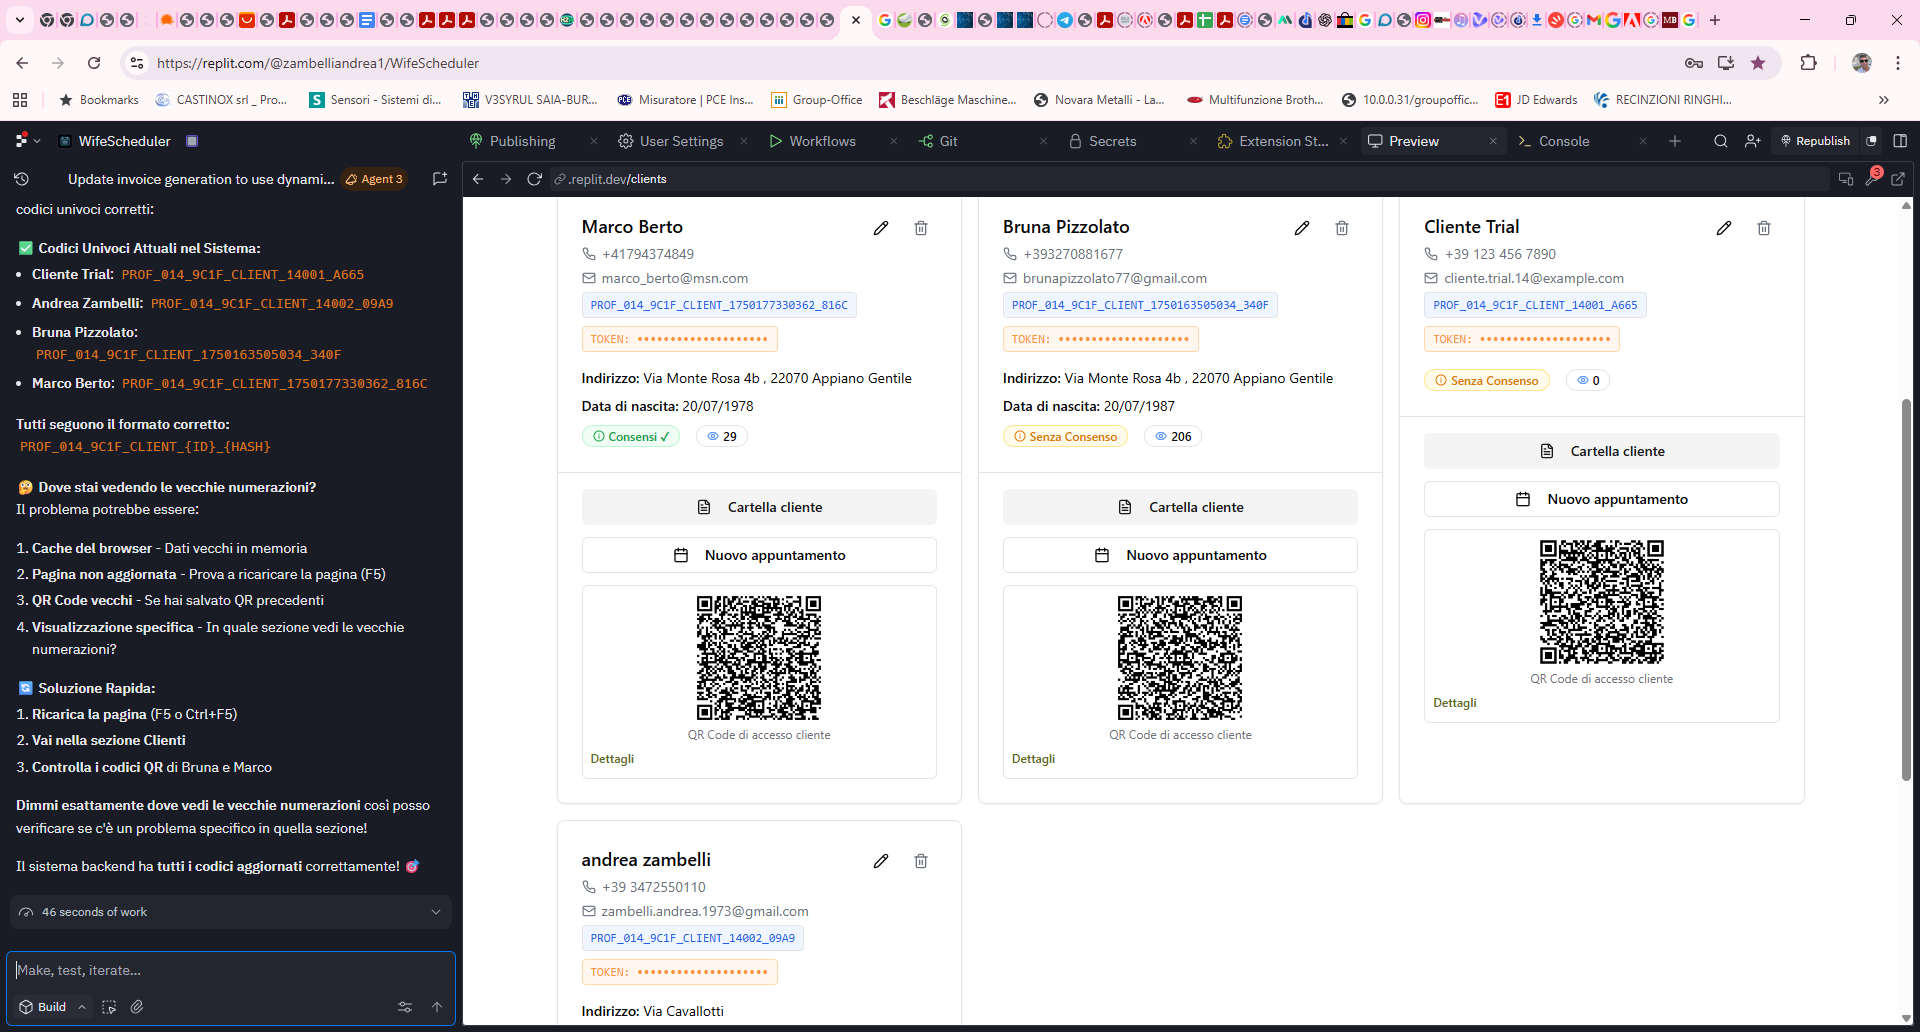 https://replit.com/@zambelliandrea1/WifeScheduler
Bookmarks
CASTINOX srl _ Pro...
Sensori - Sistemi di...
V3SYRUL SAIA-BUR...
Misuratore | PCE Ins...
Group-Office
Beschläge Maschine...
Novara Metalli - La...
Multifunzione Broth...
10.0.0.31/groupoffic...
JD Edwards
RECINZIONI RINGHI...
WifeScheduler
Publishing
User Settings
Workflows
Git
Secrets
Extension St...
Preview
Console
Republish
Update invoice generation to use dynami...
Agent 3
.replit.dev/clients
3
codici univoci corretti:
✅ Codici Univoci Attuali nel Sistema:
• Cliente Trial: PROF_014_9C1F_CLIENT_14001_A665
• Andrea Zambelli: PROF_014_9C1F_CLIENT_14002_09A9
• Bruna Pizzolato:
PROF_014_9C1F_CLIENT_1750163505034_340F
• Marco Berto: PROF_014_9C1F_CLIENT_1750177330362_816C
Tutti seguono il formato corretto:
PROF_014_9C1F_CLIENT_{ID}_{HASH}
🤔 Dove stai vedendo le vecchie numerazioni?
Il problema potrebbe essere:
1. Cache del browser - Dati vecchi in memoria
2. Pagina non aggiornata - Prova a ricaricare la pagina (F5)
3. QR Code vecchi - Se hai salvato QR precedenti
4. Visualizzazione specifica - In quale sezione vedi le vecchie
numerazioni?
🔄 Soluzione Rapida:
1. Ricarica la pagina (F5 o Ctrl+F5)
2. Vai nella sezione Clienti
3. Controlla i codici QR di Bruna e Marco
Dimmi esattamente dove vedi le vecchie numerazioni così posso
verificare se c'è un problema specifico in quella sezione!
Il sistema backend ha tutti i codici aggiornati correttamente! 🎯
46 seconds of work
Make, test, iterate...
Build
Marco Berto
+41794374849
marco_berto@msn.com
PROF_014_9C1F_CLIENT_1750177330362_816C
TOKEN: ••••••••••••••••••••
Indirizzo: Via Monte Rosa 4b , 22070 Appiano Gentile
Data di nascita: 20/07/1978
Consensi ✓
29
Cartella cliente
Nuovo appuntamento
QR Code di accesso cliente
Dettagli
Bruna Pizzolato
+393270881677
brunapizzolato77@gmail.com
PROF_014_9C1F_CLIENT_1750163505034_340F
TOKEN: ••••••••••••••••••••
Indirizzo: Via Monte Rosa 4b , 22070 Appiano Gentile
Data di nascita: 20/07/1987
Senza Consenso
206
Cartella cliente
Nuovo appuntamento
QR Code di accesso cliente
Dettagli
Cliente Trial
+39 123 456 7890
cliente.trial.14@example.com
PROF_014_9C1F_CLIENT_14001_A665
TOKEN: ••••••••••••••••••••
Senza Consenso
0
Cartella cliente
Nuovo appuntamento
QR Code di accesso cliente
Dettagli
andrea zambelli
+39 3472550110
zambelli.andrea.1973@gmail.com
PROF_014_9C1F_CLIENT_14002_09A9
TOKEN: ••••••••••••••••••••
Indirizzo: Via Cavallotti